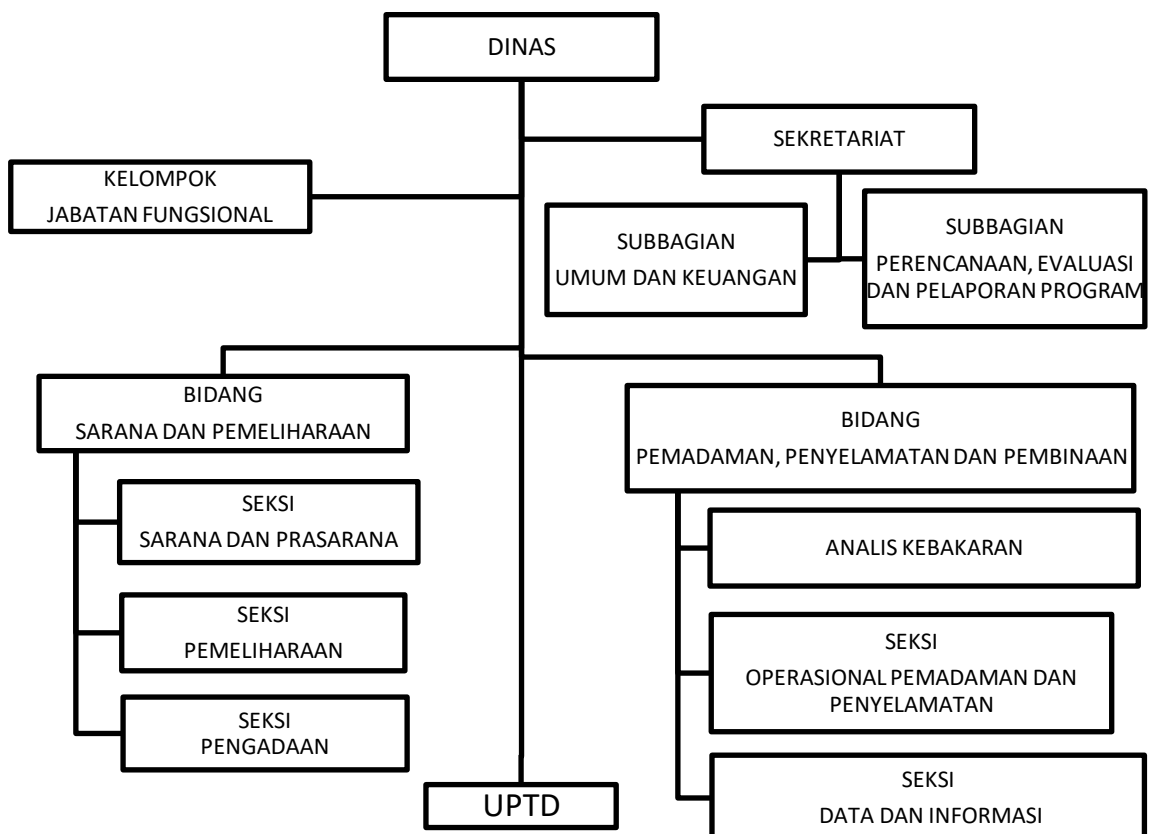 DINAS
SEKRETARIAT
KELOMPOK
JABATAN FUNGSIONAL
SUBBAGIAN
UMUM DAN KEUANGAN
SUBBAGIAN
PERENCANAAN, EVALUASI
DAN PELAPORAN PROGRAM
BIDANG
SARANA DAN PEMELIHARAAN
SEKSI
SARANA DAN PRASARANA
SEKSI
PEMELIHARAAN
SEKSI
PENGADAAN
BIDANG
PEMADAMAN, PENYELAMATAN DAN PEMBINAAN
ANALIS KEBAKARAN
SEKSI
OPERASIONAL PEMADAMAN DAN
PENYELAMATAN
SEKSI
DATA DAN INFORMASI
UPTD